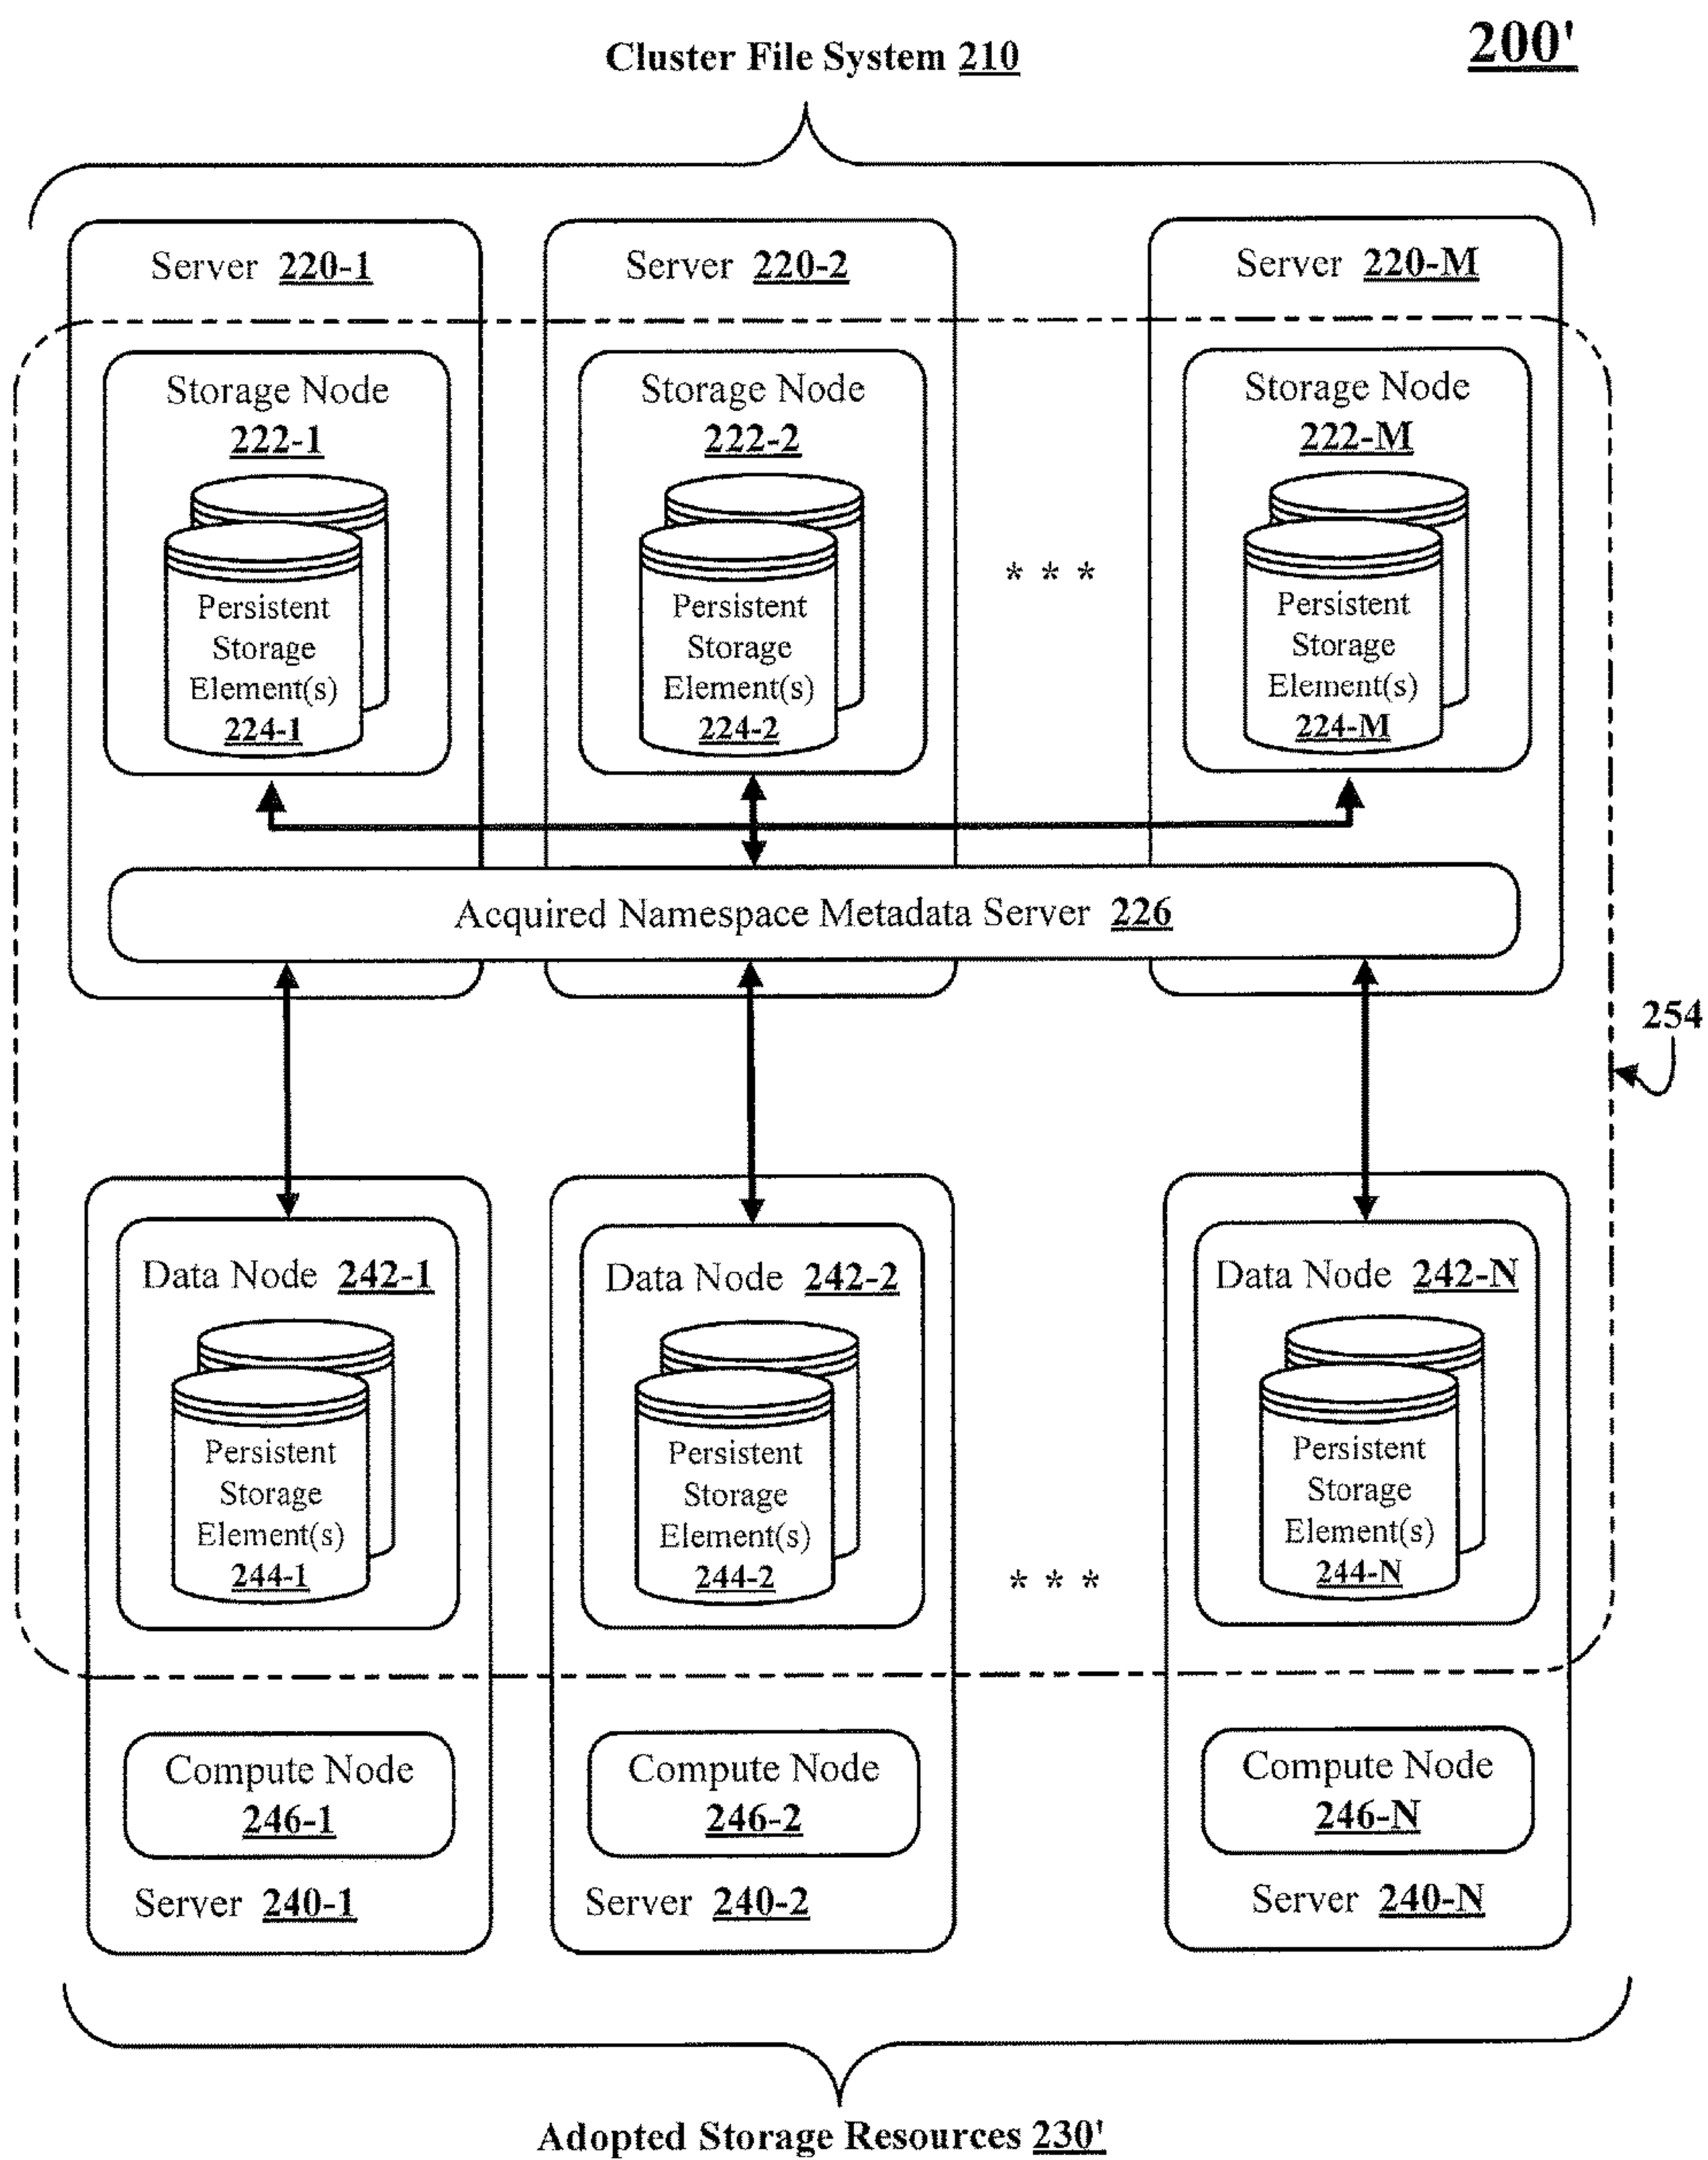 200'
Cluster File System 210
Server 220-1
Server 220-2
Server 220-M
Storage Node
222-1
Storage Node
222-2
Storage Node
222-M
Persistent
Storage
Element(s)
224-1
Persistent
Storage
Element(s)
224-2
* * *
Persistent
Storage
Element(s)
224-M
Acquired Namespace Metadata Server 226
254
Data Node 242-1
Data Node 242-2
Data Node 242-N
Persistent
Storage
Element(s)
244-1
Persistent
Storage
Element(s)
244-2
* * *
Persistent
Storage
Element(s)
244-N
Compute Node
246-1
Compute Node
246-2
Compute Node
246-N
Server 240-1
Server 240-2
Server 240-N
Adopted Storage Resources 230'